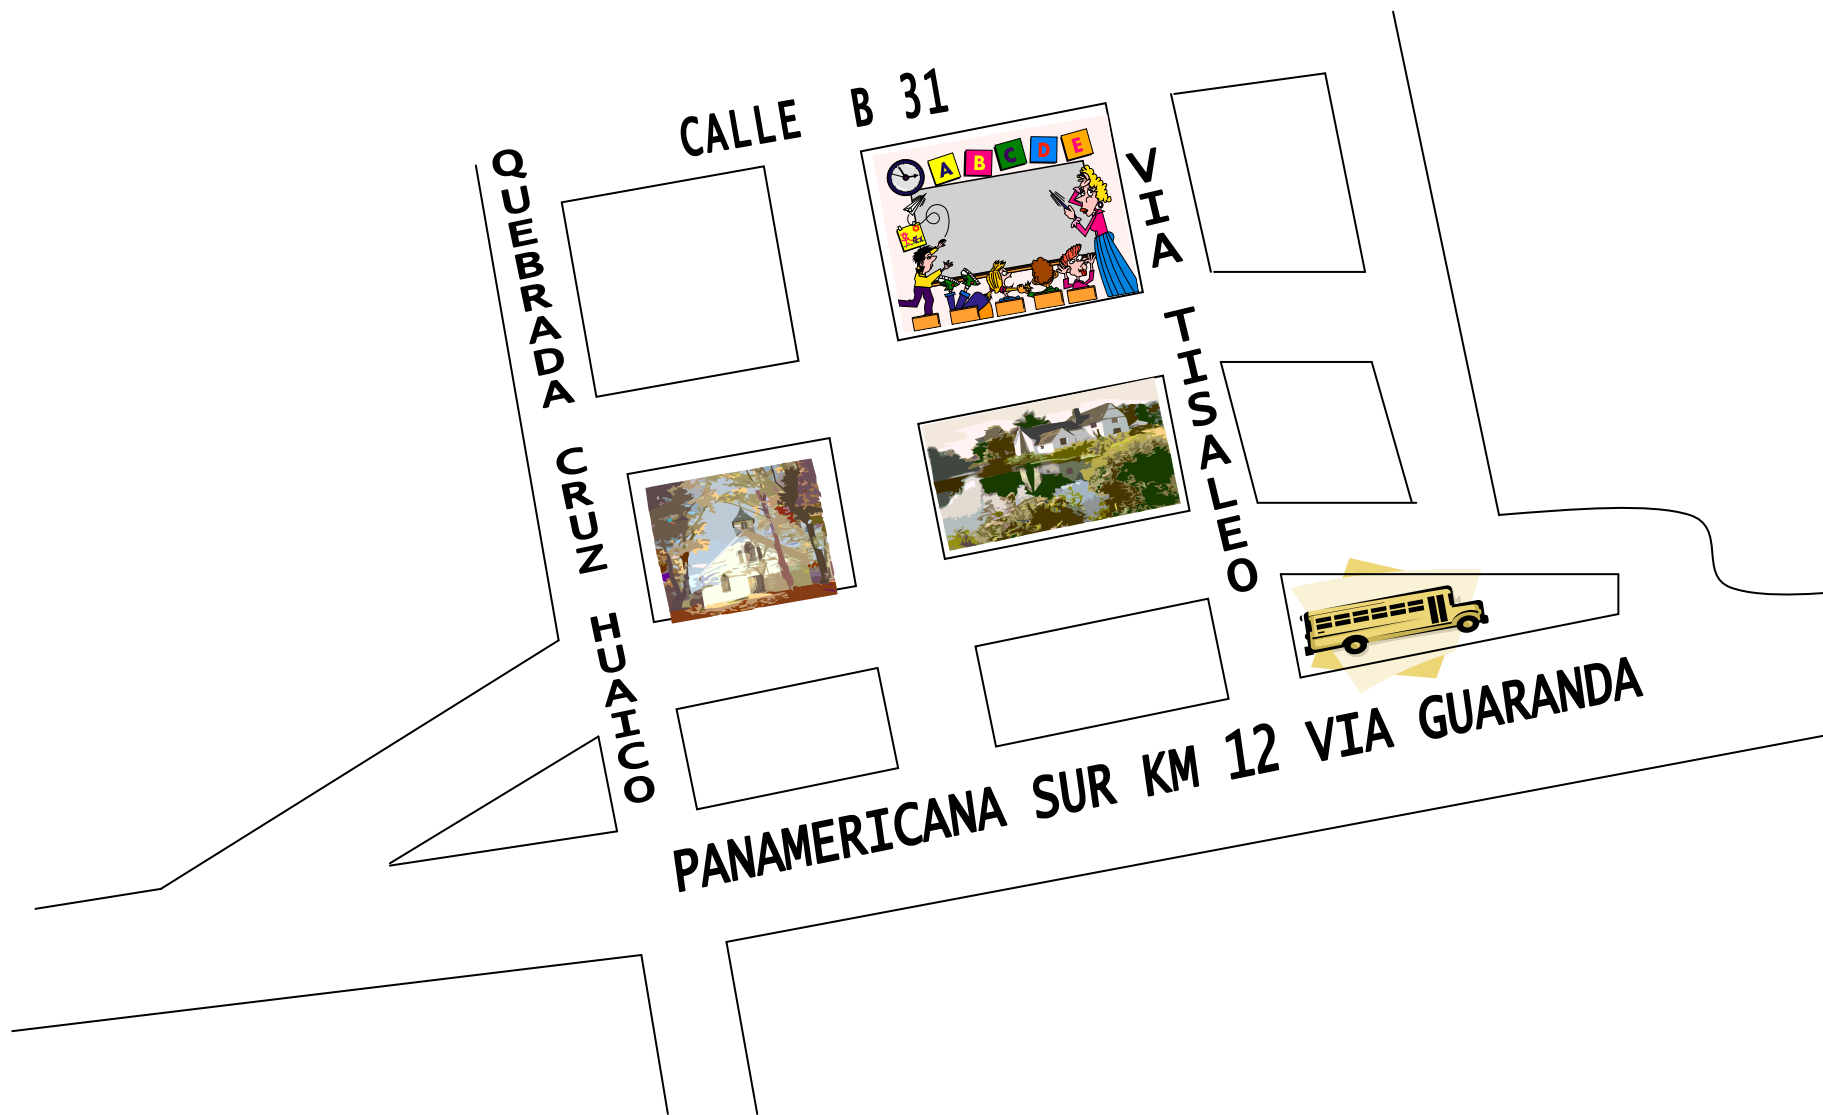 CALLE B 31
A B C D E
QUEBRADA CRUZ HUAICO
VIA TISALEO
PANAMERICANA SUR KM 12 VIA GUARANDA